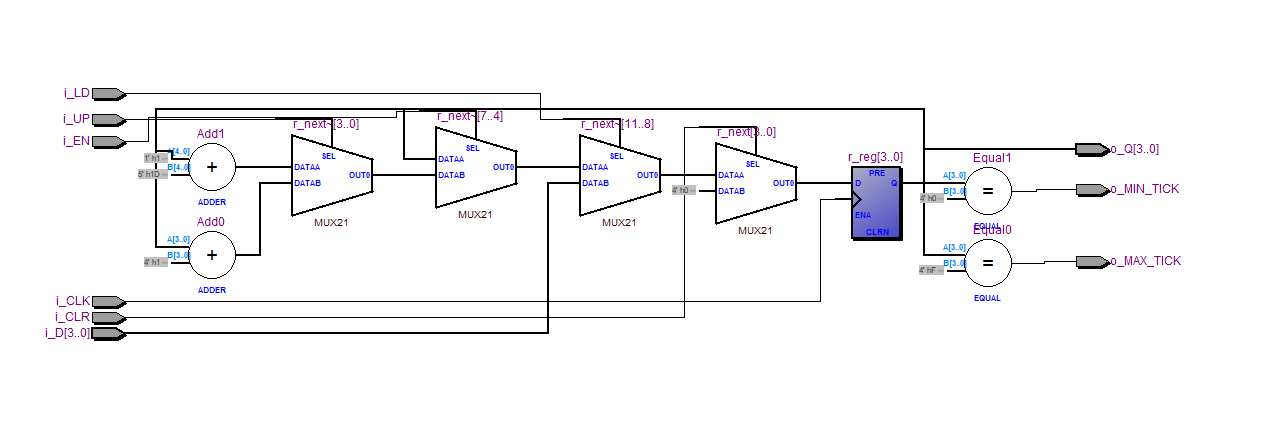 i_LD
i_UP
i_EN
Add1
1' h1 --
A[4..0]
5' h1D --
B[4..0]
+
ADDER
Add0
A[3..0]
4' h1 --
B[3..0]
+
ADDER
i_CLK
i_CLR
i_D[3..0]
r_next~[3..0]
SEL
DATAA
DATAB
OUT0
MUX21
r_next~[7..4]
SEL
DATAA
DATAB
OUT0
MUX21
r_next~[11..8]
SEL
DATAA
DATAB
OUT0
MUX21
r_next[3..0]
SEL
DATAA
4' h0 --
DATAB
OUT0
MUX21
r_reg[3..0]
PRE
D
Q
ENA
CLRN
Equal1
A[3..0]
4' h0 --
B[3..0]
=
EQUAL
Equal0
A[3..0]
4' hF --
B[3..0]
=
EQUAL
o_Q[3..0]
o_MIN_TICK
o_MAX_TICK